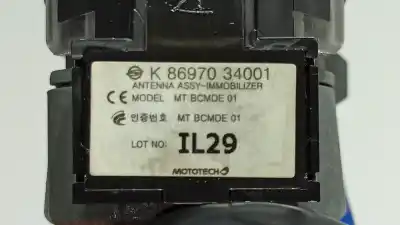 K 86970 34001
ANTENNA ASSY-IMMOBILIZER
CE MODEL MT BCMDE 01
인증번호 MT BCMDE 01
LOT NO: IL29
MOTOTECH